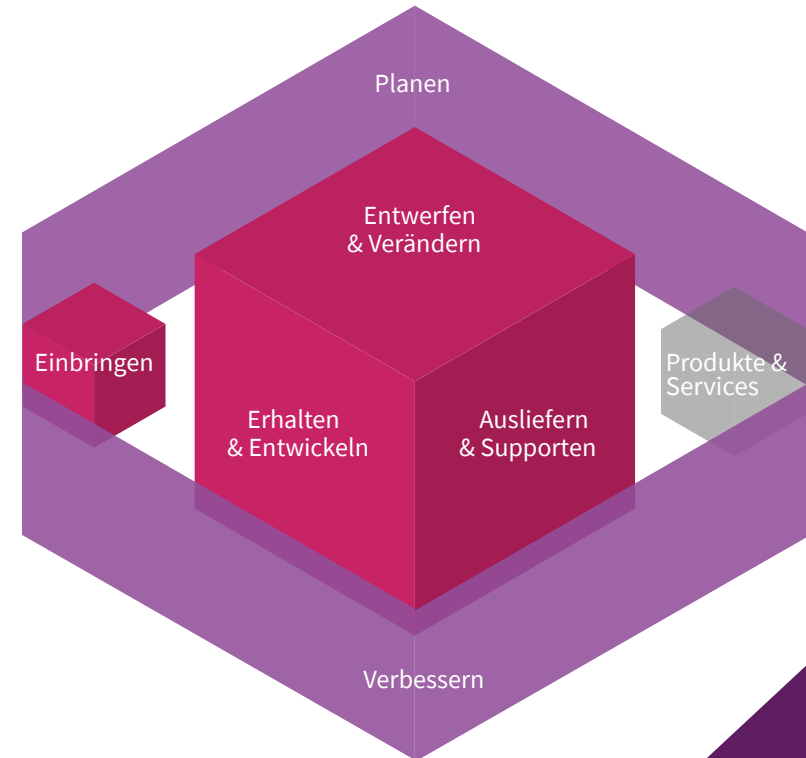 Planen
Entwerfen
& Verändern
Einbringen
Produkte &
Services
Erhalten
& Entwickeln
Ausliefern
& Supporten
Verbessern